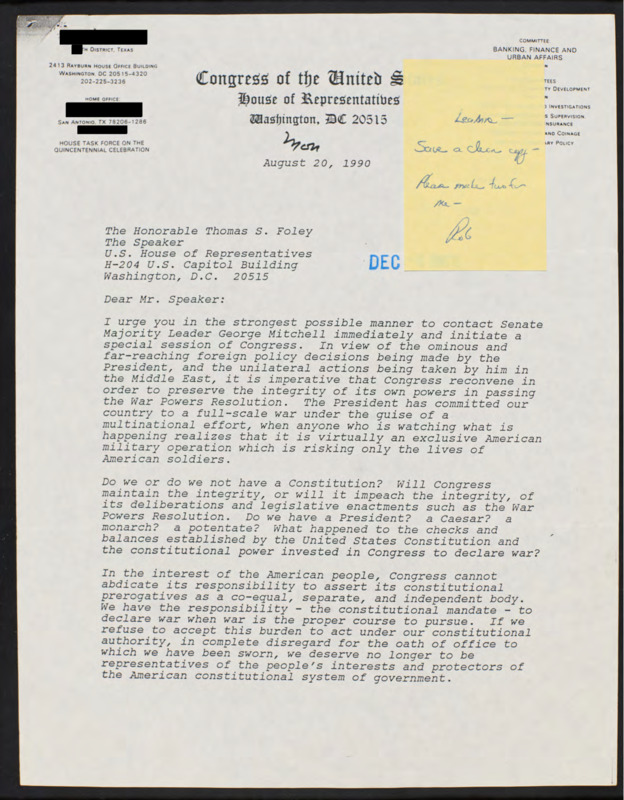 TH DISTRICT, TEXAS
2413 RAYBURN HOUSE OFFICE BUILDING
WASHINGTON, DC 20515-4320
202-225-3236
HOME OFFICE:
SAN ANTONIO, TX 78206-1286
HOUSE TASK FORCE ON THE
QUINCENTENNIAL CELEBRATION
COMMITTEE
BANKING, FINANCE AND
URBAN AFFAIRS
TEES
TY DEVELOPMENT
INVESTIGATIONS
SUPERVISION
NSURANCE
AND COINAGE
ARY POLICY
Congress of the United S
House of Representatives
Washington, DC 20515
August 20, 1990
Save a clean copy -
Please make two for
me -
Rob
DEC
The Honorable Thomas S. Foley
The Speaker
U.S. House of Representatives
H-204 U.S. Capitol Building
Washington, D.C.  20515
Dear Mr. Speaker:
I urge you in the strongest possible manner to contact Senate
Majority Leader George Mitchell immediately and initiate a
special session of Congress.  In view of the ominous and
far-reaching foreign policy decisions being made by the
President, and the unilateral actions being taken by him in
the Middle East, it is imperative that Congress reconvene in
order to preserve the integrity of its own powers in passing
the War Powers Resolution.  The President has committed our
country to a full-scale war under the guise of a
multinational effort, when anyone who is watching what is
happening realizes that it is virtually an exclusive American
military operation which is risking only the lives of
American soldiers.
Do we or do we not have a Constitution?  Will Congress
maintain the integrity, or will it impeach the integrity, of
its deliberations and legislative enactments such as the War
Powers Resolution.  Do we have a President?  a Caesar?  a
monarch?  a potentate?  What happened to the checks and
balances established by the United States Constitution and
the constitutional power invested in Congress to declare war?
In the interest of the American people, Congress cannot
abdicate its responsibility to assert its constitutional
prerogatives as a co-equal, separate, and independent body.
We have the responsibility - the constitutional mandate - to
declare war when war is the proper course to pursue.  If we
refuse to accept this burden to act under our constitutional
authority, in complete disregard for the oath of office to
which we have been sworn, we deserve no longer to be
representatives of the people's interests and protectors of
the American constitutional system of government.